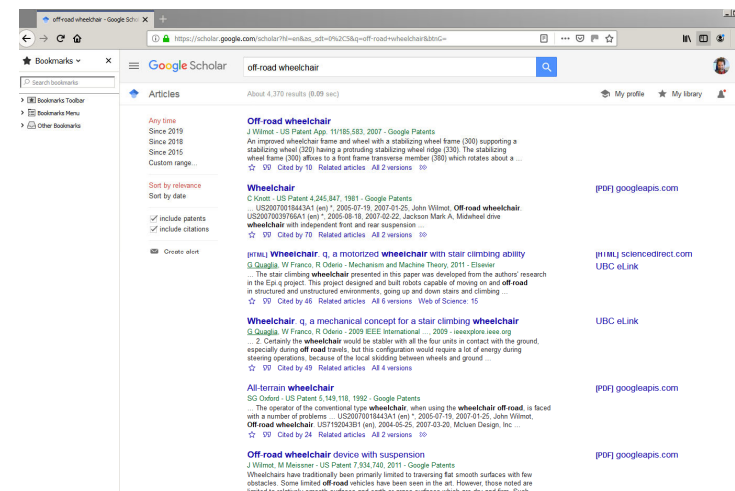 off-road wheelchair - Google Scho
https://scholar.google.com/scholar?hl=en&as_sdt=0%2C5&q=off-road+wheelchair&btnG=
Bookmarks
Search bookmarks
Bookmarks Toolbar
Bookmarks Menu
Other Bookmarks
Google Scholar
off-road wheelchair
Articles
About 4,370 results (0.09 sec)
My profile
My library
Any time
Since 2019
Since 2018
Since 2015
Custom range...
Sort by relevance
Sort by date
include patents
include citations
Create alert
Off-road wheelchair
J Wilmot - US Patent App. 11/185,583, 2007 - Google Patents
An improved wheelchair frame and wheel with a stabilizing wheel frame (300) supporting a
stabilizing wheel (320) having a protruding stabilizing wheel ridge (330). The stabilizing
wheel frame (300) affixes to a front frame transverse member (380) which rotates about a ...
Cited by 10 Related articles All 2 versions
Wheelchair
C Knott - US Patent 4,245,847, 1981 - Google Patents
... US20070018443A1 (en) *, 2005-07-19, 2007-01-25, John Wilmot, Off-road wheelchair.
US20070039766A1 (en) *, 2005-08-18, 2007-02-22, Jackson Mark A, Midwheel drive
wheelchair with independent front and rear suspension ...
Cited by 70 Related articles All 2 versions
[PDF] googleapis.com
[HTML] Wheelchair. q, a motorized wheelchair with stair climbing ability
G Quaglia, W Franco, R Oderio - Mechanism and Machine Theory, 2011 - Elsevier
... The stair climbing wheelchair presented in this paper was developed from the authors' research
in the Epi.q project. This project designed and built robots capable of moving on and off-road
in structured and unstructured environments, going up and down stairs and climbing ...
Cited by 46 Related articles All 6 versions Web of Science: 15
[HTML] sciencedirect.com
UBC eLink
Wheelchair. q, a mechanical concept for a stair climbing wheelchair
G Quaglia, W Franco, R Oderio - 2009 IEEE International ..., 2009 - ieeexplore.ieee.org
... 2. Certainly the wheelchair would be stabler with all the four units in contact with the ground,
especially during off road travels, but this configuration would require a lot of energy during
steering operations, because of the local skidding between wheels and ground ...
Cited by 49 Related articles All 4 versions
UBC eLink
All-terrain wheelchair
SG Oxford - US Patent 5,149,118, 1992 - Google Patents
... The operator of the conventional type wheelchair, when using the wheelchair off-road, is faced
with a number of problems ... US20070018443A1 (en) *, 2005-07-19, 2007-01-25, John Wilmot,
Off-road wheelchair. US7192043B1 (en), 2004-05-25, 2007-03-20, Mcluen Design, Inc ...
Cited by 24 Related articles All 2 versions
[PDF] googleapis.com
Off-road wheelchair device with suspension
J Wilmot, M Meissner - US Patent 7,934,740, 2011 - Google Patents
Wheelchairs have traditionally been primarily limited to traversing flat smooth surfaces with few
obstacles. Some limited off-road vehicles have been seen in the art. However, those noted are
[PDF] googleapis.com